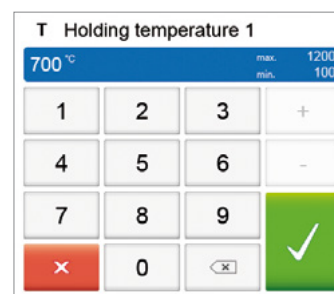 T Holding temperature 1
700 °C max. 1200
min. 100
1 2 3 +
4 5 6 -
7 8 9
0